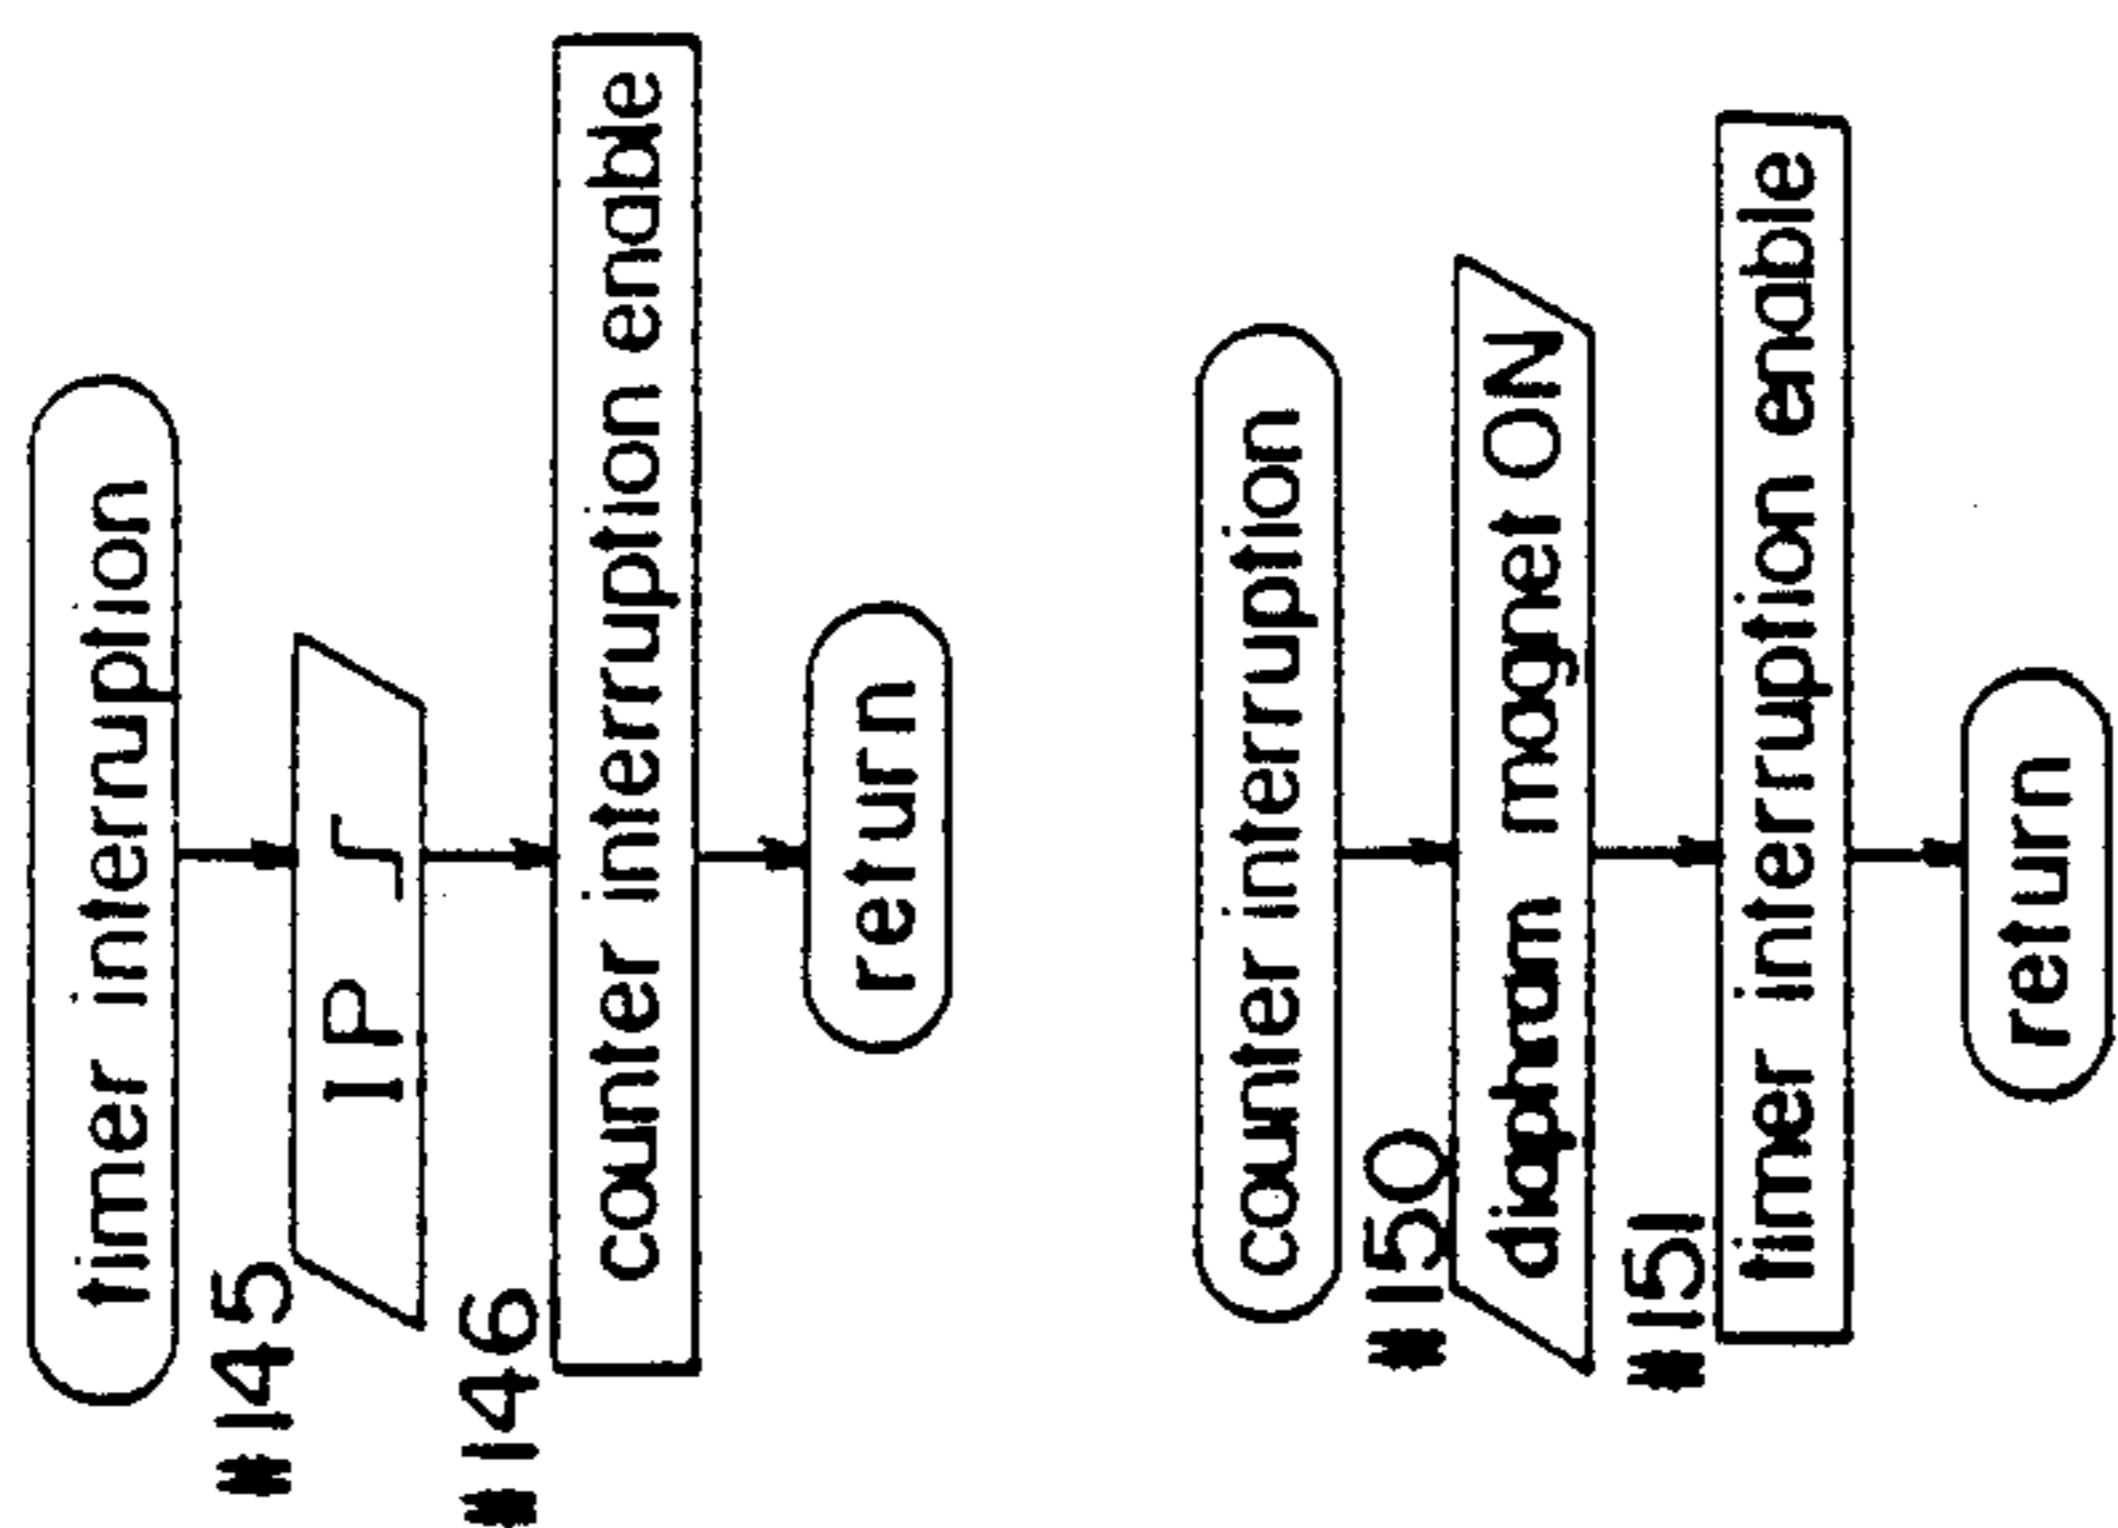 timer interruption
#145
IP ∫
#146
counter interruption enable
return
counter interruption
#150
diaphram magnet ON
#151
timer interruption enable
return